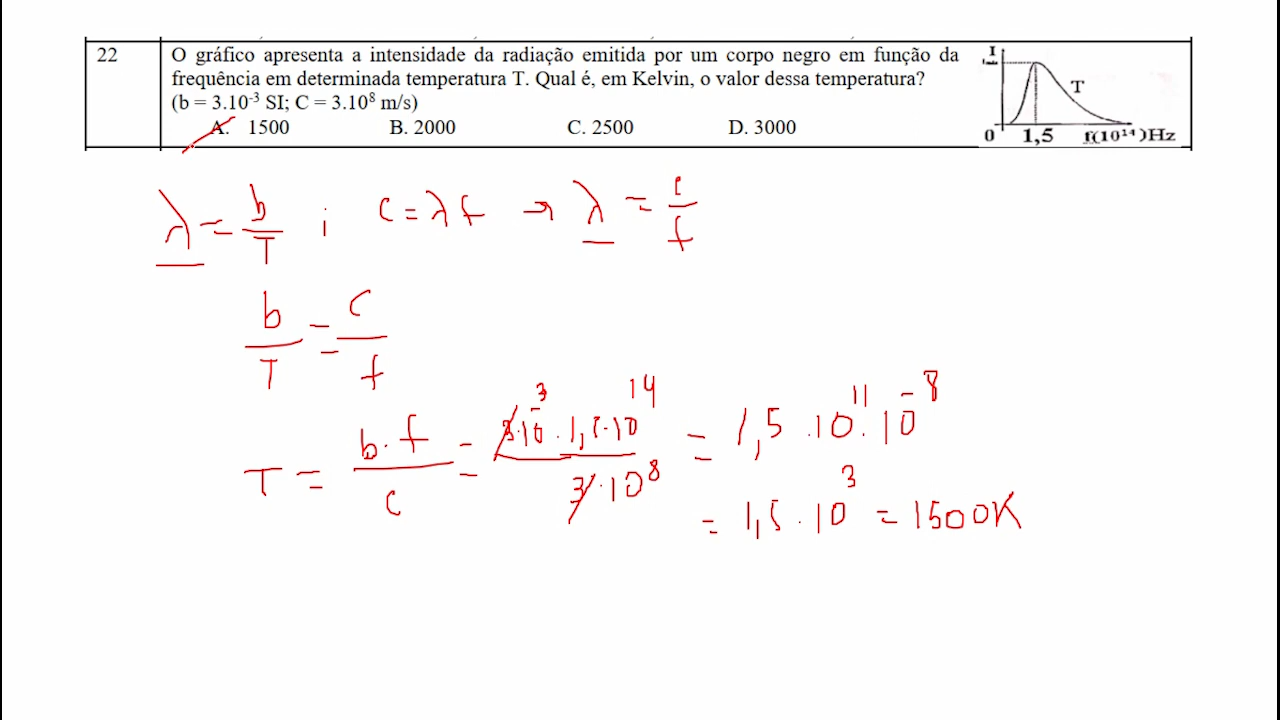 22
O gráfico apresenta a intensidade da radiação emitida por um corpo negro em função da
frequência em determinada temperatura T. Qual é, em Kelvin, o valor dessa temperatura?
(b = 3.10⁻³ SI; C = 3.10⁸ m/s)
A. 1500 B. 2000 C. 2500 D. 3000
I
T
0 1,5 f(10¹⁴)Hz
λ = b/T ; c = λf → λ = c/f
b/T = c/f
T = b·f/c = 3·10⁻³·1,5·10¹⁴/3·10⁸ = 1,5·10¹¹·10⁻⁸
= 1,5·10³ = 1500K